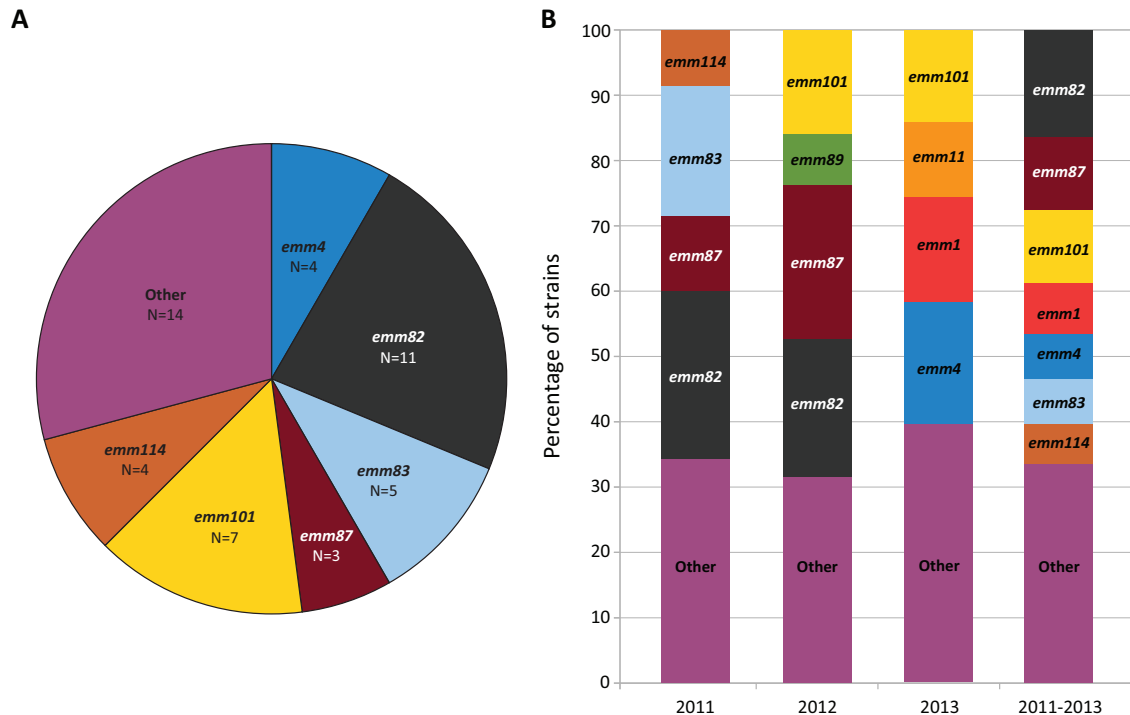 A
emm4
N=4
emm82
N=11
emm83
N=5
emm87
N=3
emm101
N=7
emm114
N=4
Other
N=14
B
Percentage of strains
100
90
80
70
60
50
40
30
20
10
0
emm114
emm83
emm87
emm82
Other
2011
emm101
emm89
emm87
emm82
Other
2012
emm101
emm11
emm1
emm4
Other
2013
emm82
emm87
emm101
emm1
emm4
emm83
emm114
Other
2011-2013